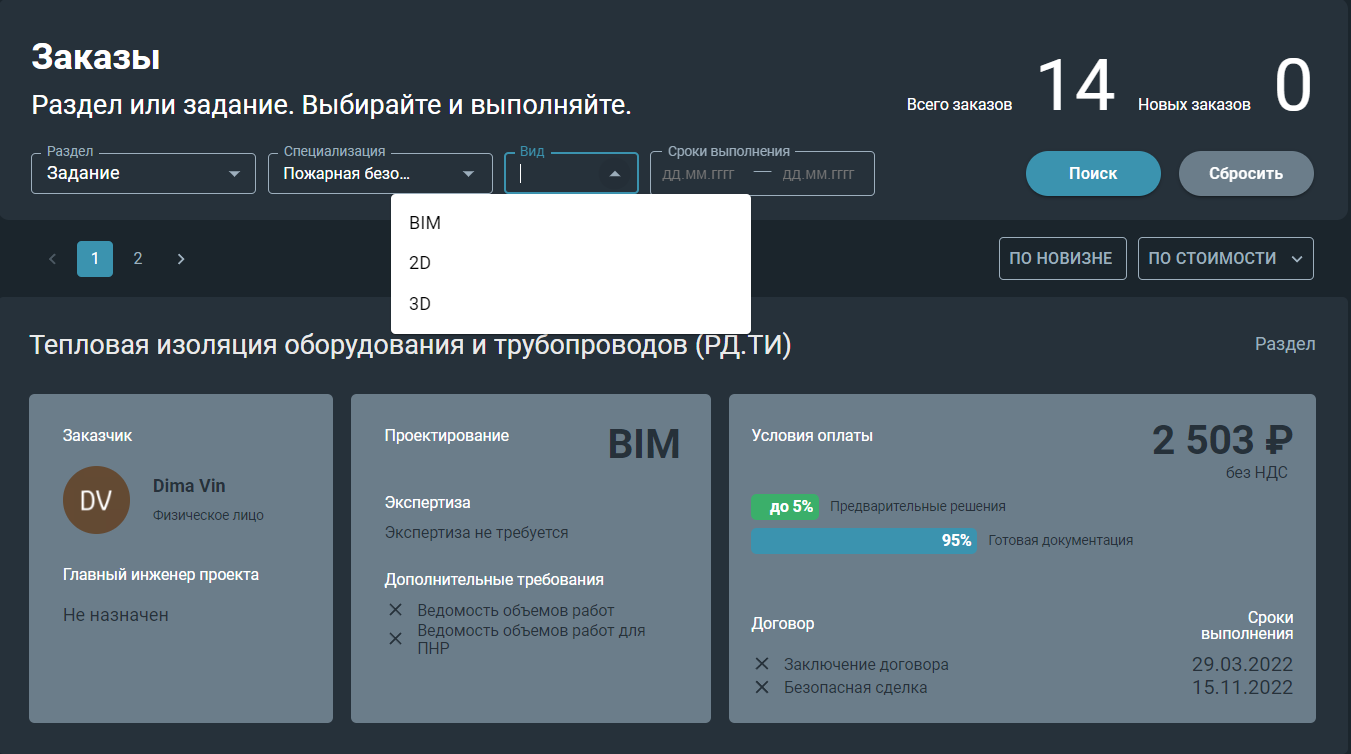 Заказы
Раздел или задание. Выбирайте и выполняйте.
Всего заказов 14 Новых заказов 0
Раздел
Задание
Специализация
Пожарная безо...
Вид
Сроки выполнения
ДД.ММ.ГГГГ — ДД.ММ.ГГГГ
Поиск
Сбросить
BIM
2D
3D
1 2
ПО НОВИЗНЕ
ПО СТОИМОСТИ
Тепловая изоляция оборудования и трубопроводов (РД.ТИ)
Раздел
Заказчик
DV
Dima Vin
Физическое лицо
Главный инженер проекта
Не назначен
Проектирование
BIM
Экспертиза
Экспертиза не требуется
Дополнительные требования
Ведомость объемов работ
Ведомость объемов работ для
ПНР
Условия оплаты
2 503 ₽
без НДС
до 5% Предварительные решения
95% Готовая документация
Договор
Заключение договора
Безопасная сделка
Сроки
выполнения
29.03.2022
15.11.2022